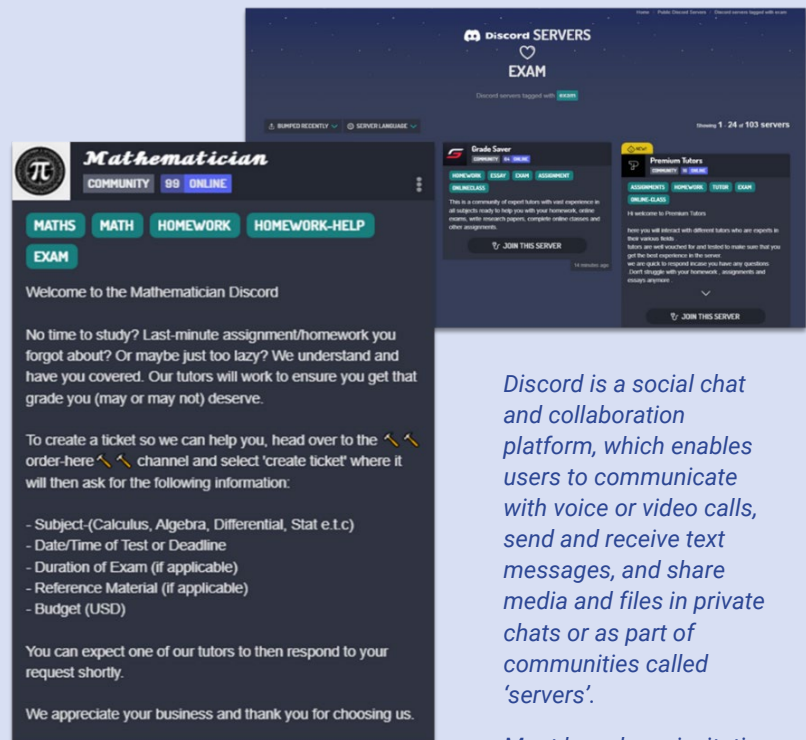 Home / Public Discord Servers / Discord servers tagged with exam
Discord SERVERS
EXAM
Discord servers tagged with exam
BUMPED RECENTLY
SERVER LANGUAGE
Showing 1 - 24 of 103 servers
Grade Saver
COMMUNITY ONLINE
HOMEWORK ESSAY EXAM ASSIGNMENT
ONLINECLASS
This is a community of expert tutors with vast experience in
all subjects ready to help you with your homework, online
exams, write research papers, complete online classes and
other assignments.
JOIN THIS SERVER
14 minutes ago
NEW!
Premium Tutors
COMMUNITY ONLINE
ASSIGNMENTS HOMEWORK TUTOR EXAM
ONLINE-CLASS
Hi welcome to Premium Tutors
here you will interact with different tutors who are experts in
their various fields.
tutors are well vouched for and tested to make sure that you
get the best experience in the server.
we are quick to respond incase you have any questions
.Don't struggle with your homework , assignments and
essays anymore .
JOIN THIS SERVER
Mathematician
COMMUNITY 99 ONLINE
MATHS MATH HOMEWORK HOMEWORK-HELP
EXAM
Welcome to the Mathematician Discord
No time to study? Last-minute assignment/homework you
forgot about? Or maybe just too lazy? We understand and
have you covered. Our tutors will work to ensure you get that
grade you (may or may not) deserve.
To create a ticket so we can help you, head over to the 🔨🔨
order-here🔨🔨 channel and select 'create ticket' where it
will then ask for the following information:
- Subject-(Calculus, Algebra, Differential, Stat e.t.c)
- Date/Time of Test or Deadline
- Duration of Exam (if applicable)
- Reference Material (if applicable)
- Budget (USD)
You can expect one of our tutors to then respond to your
request shortly.
We appreciate your business and thank you for choosing us.
Discord is a social chat
and collaboration
platform, which enables
users to communicate
with voice or video calls,
send and receive text
messages, and share
media and files in private
chats or as part of
communities called
‘servers’.